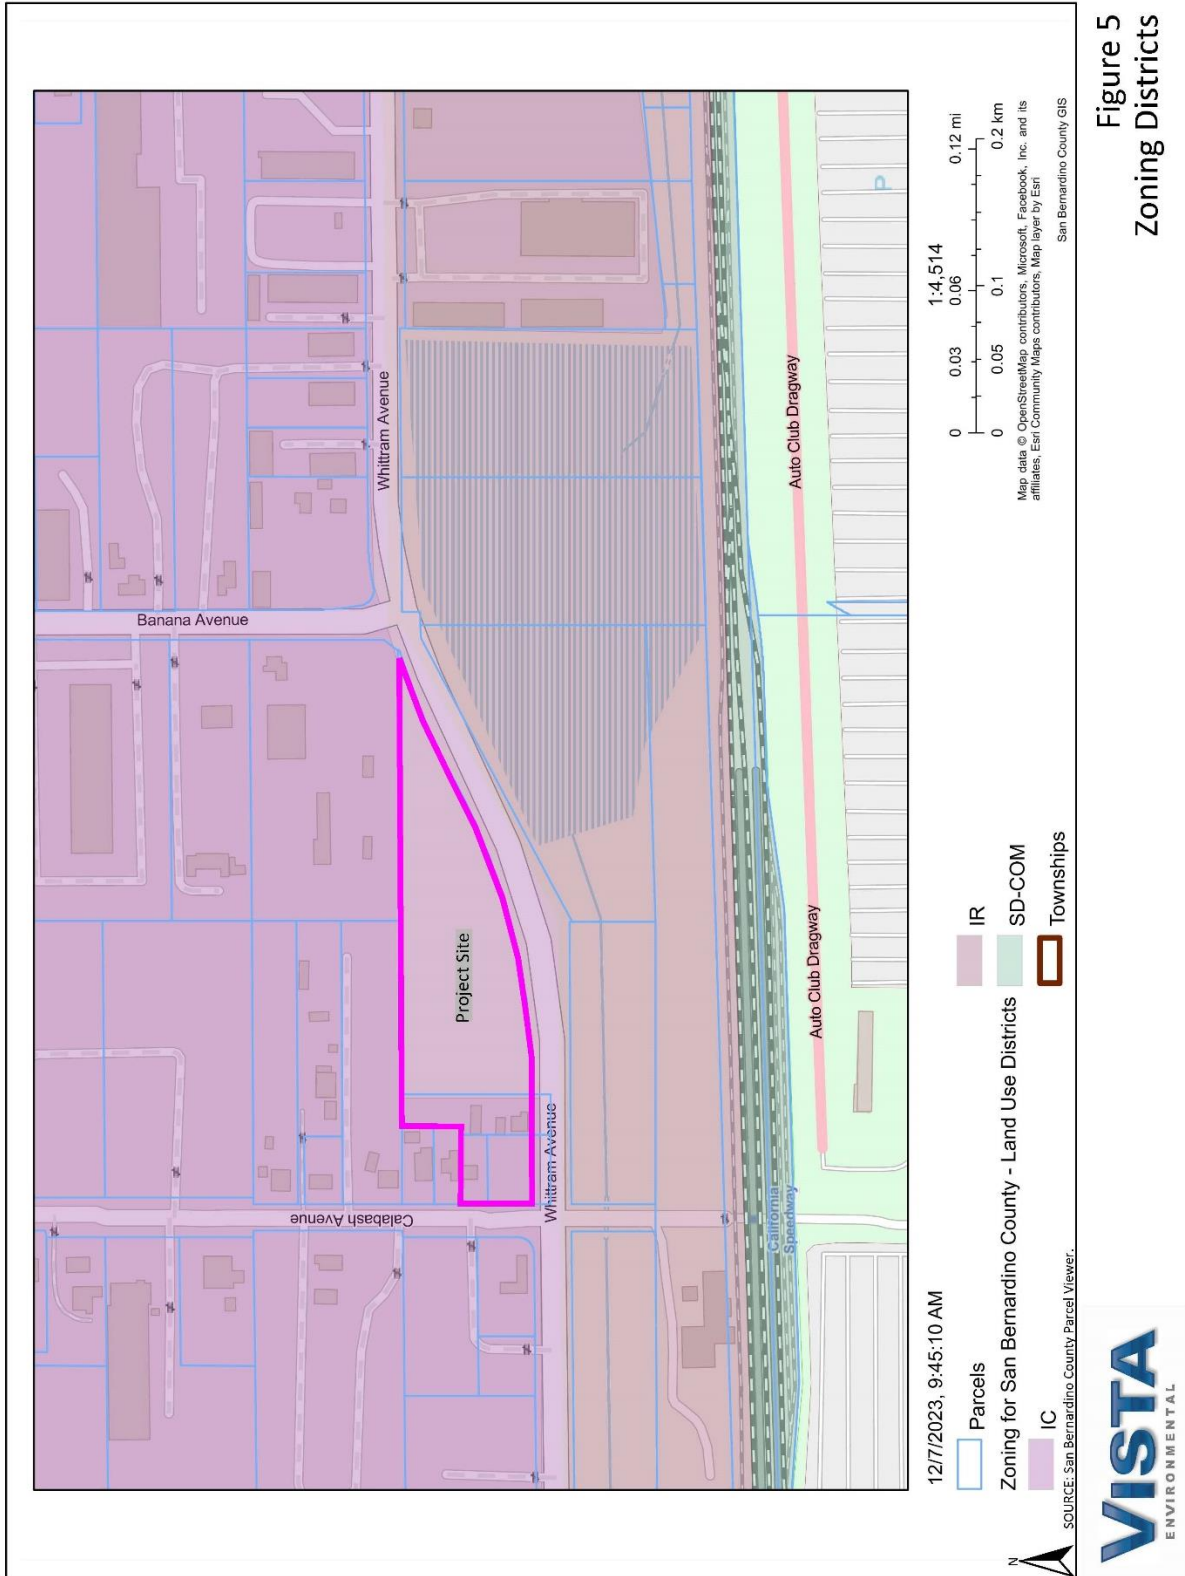 Figure 5
Zoning Districts
Banana Avenue
Whittram Avenue
Calabash Avenue
Project Site
Whittram Avenue
Auto Club Dragway
Auto Club Dragway
California
Speedway
P
12/7/2023, 9:45:10 AM
Parcels
Zoning for San Bernardino County - Land Use Districts
IC
IR
SD-COM
Townships
1:4,514
0 0.03 0.06 0.12 mi
0 0.05 0.1 0.2 km
Map data © OpenStreetMap contributors, Microsoft, Facebook, Inc. and its
affiliates, Esri Community Maps contributors, Map layer by Esri
San Bernardino County GIS
N
SOURCE: San Bernardino County Parcel Viewer.
VISTA
ENVIRONMENTAL